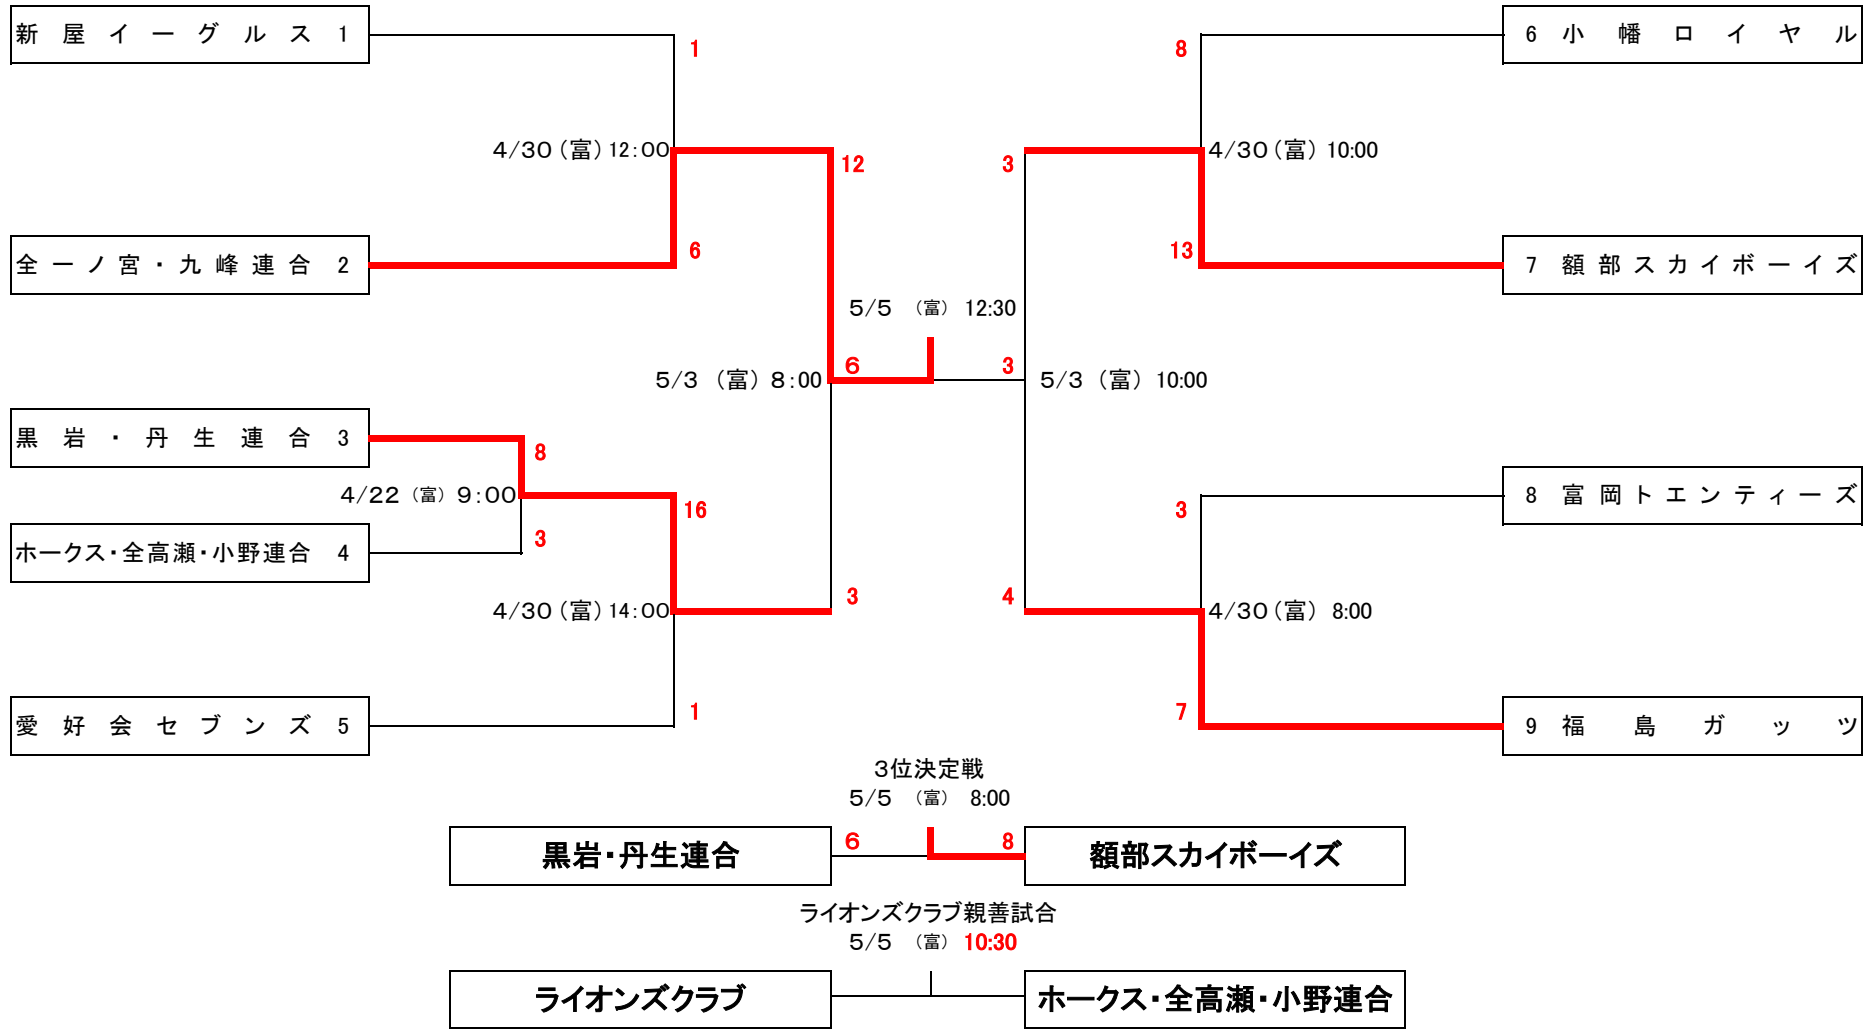 新屋イーグルス 1
1
8
6 小幡ロイヤル
4/30(富)12:00
12
3
4/30(富) 10:00
全一ノ宮・九峰連合 2
6
13
7 額部スカイボーイズ
5/5 (富) 12:30
5/3 (富) 8:00
6
3
5/3 (富) 10:00
黒岩・丹生連合 3
8
4/22(富)9:00
16
3
8 富岡トエンティーズ
ホークス・全高瀬・小野連合 4
3
4/30(富)14:00
3
4
4/30(富) 8:00
愛好会セブンズ 5
1
7
9 福島ガッツ
3位決定戦
5/5 (富) 8:00
黒岩・丹生連合
6
8
額部スカイボーイズ
ライオンズクラブ親善試合
5/5 (富) 10:30
ライオンズクラブ
ホークス・全高瀬・小野連合